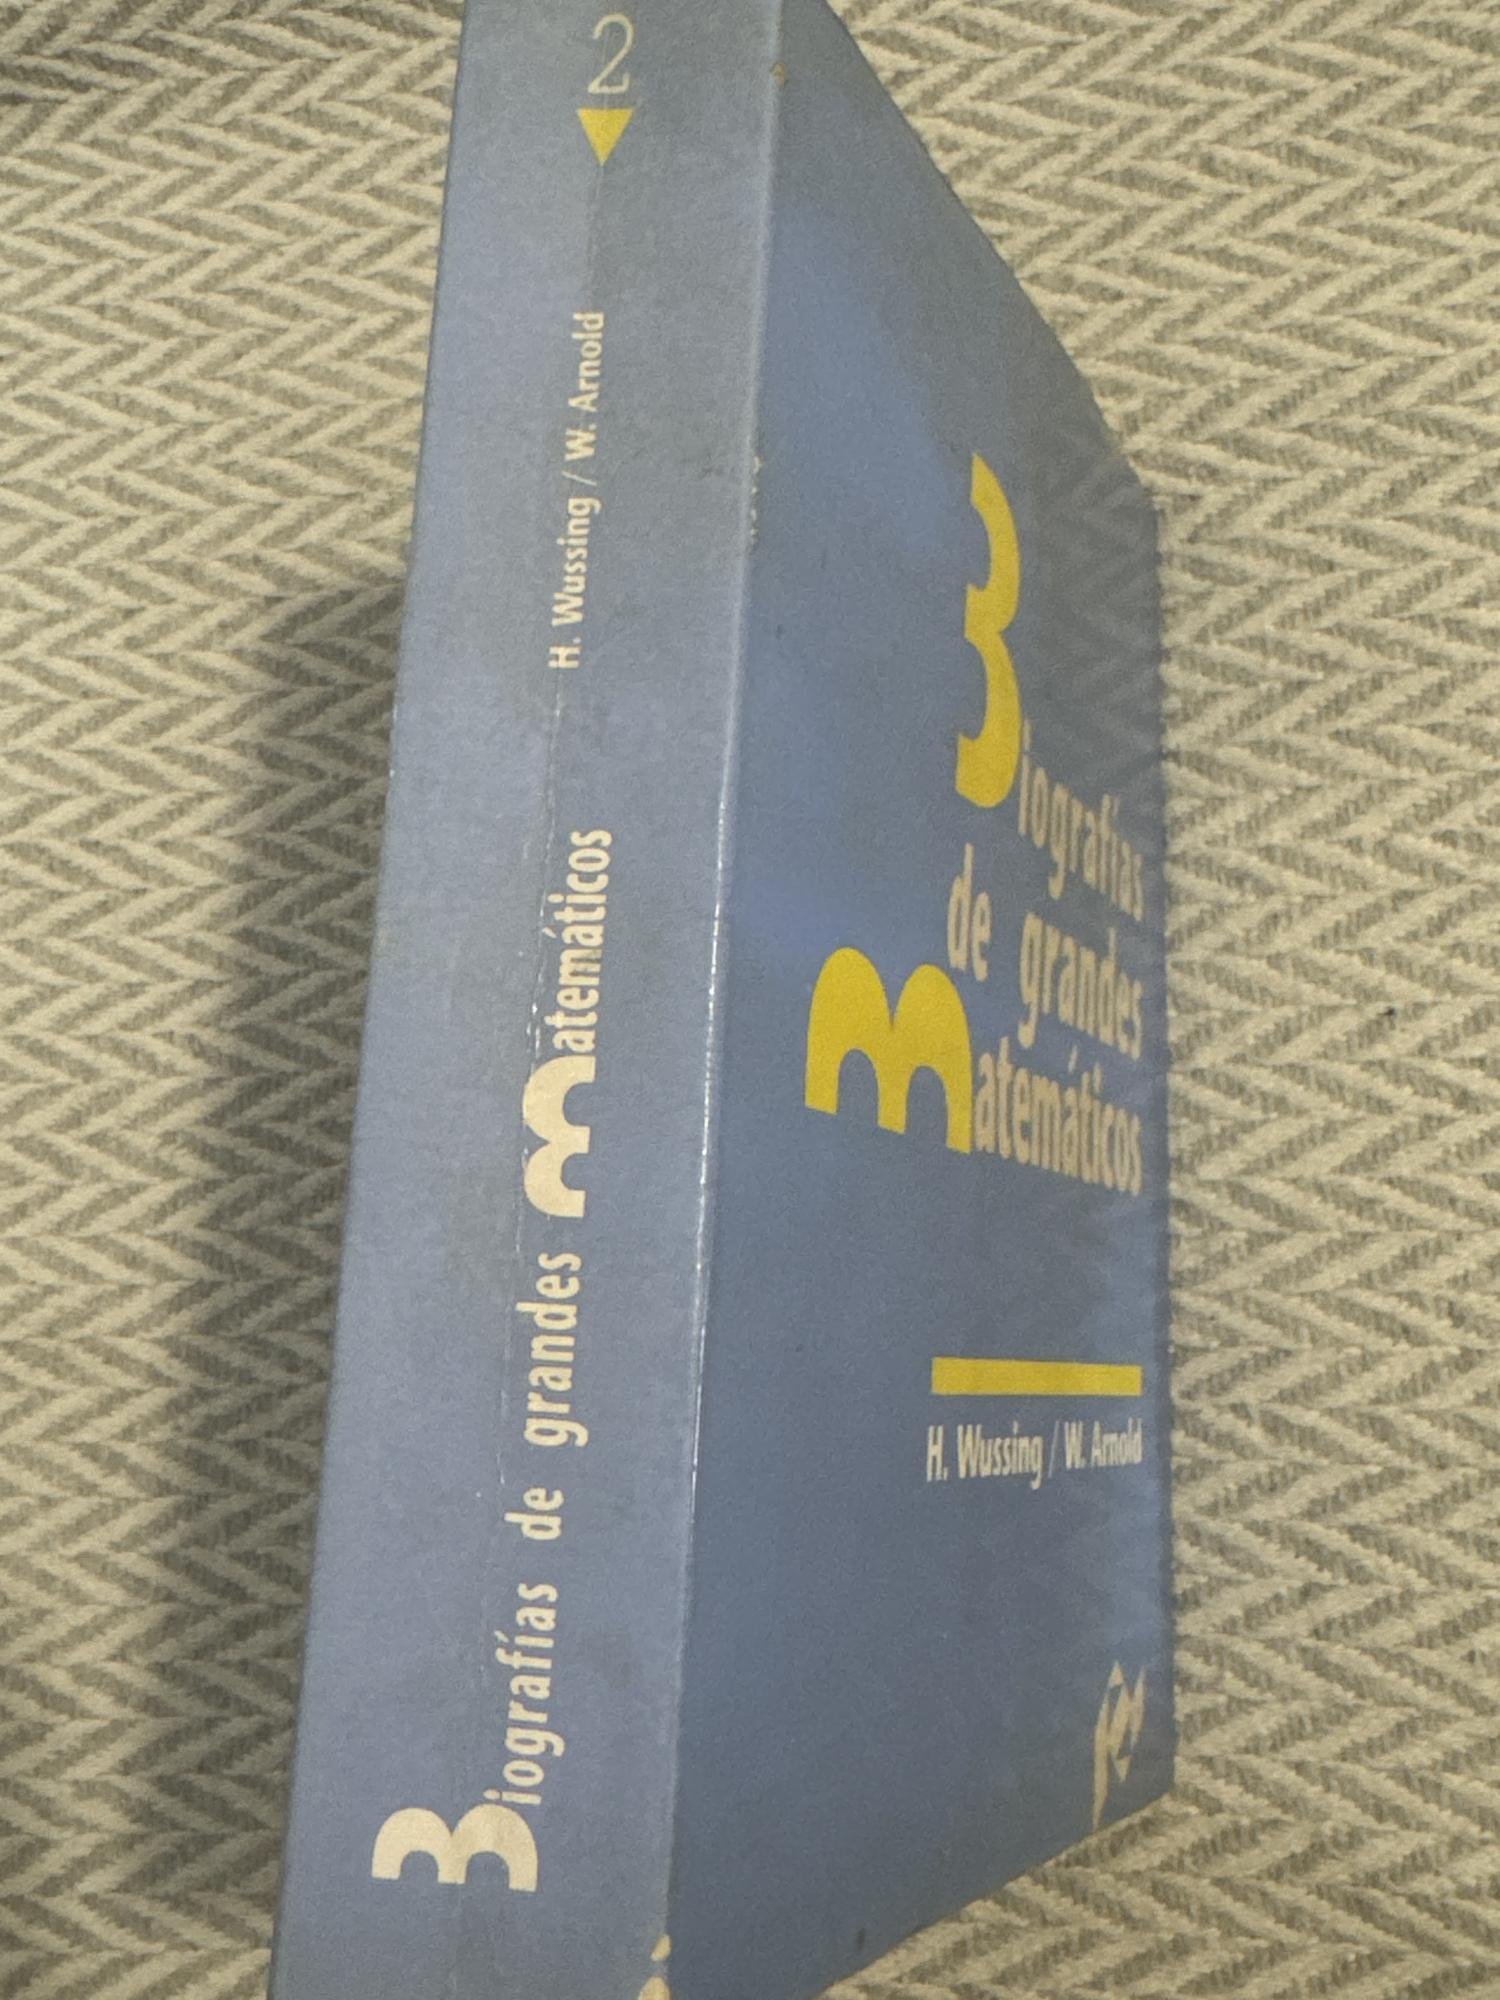 Biografías de grandes Matemáticos
H. Wussing / W. Arnold
2
Biografías
de grandes
Matemáticos
H. Wussing / W. Arnold